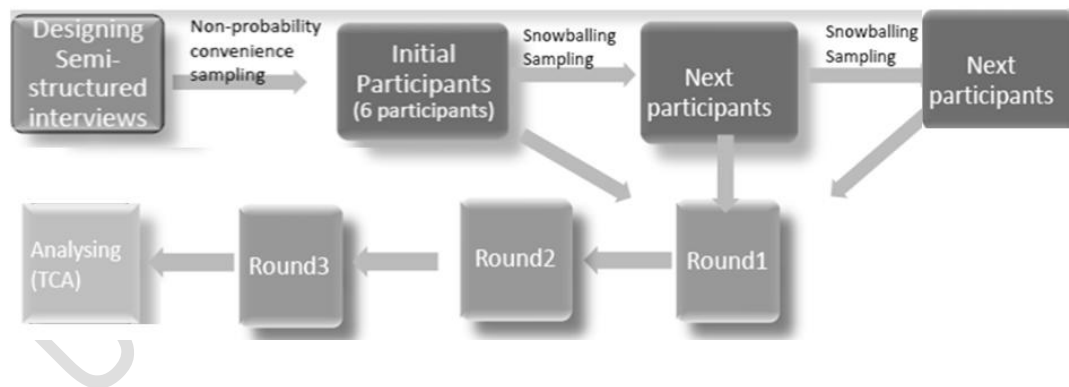 Designing
Semi-
structured
interviews
Non-probability
convenience
sampling
Initial
Participants
(6 participants)
Snowballing
Sampling
Next
participants
Snowballing
Sampling
Next
participants
Analysing
(TCA)
Round3
Round2
Round1